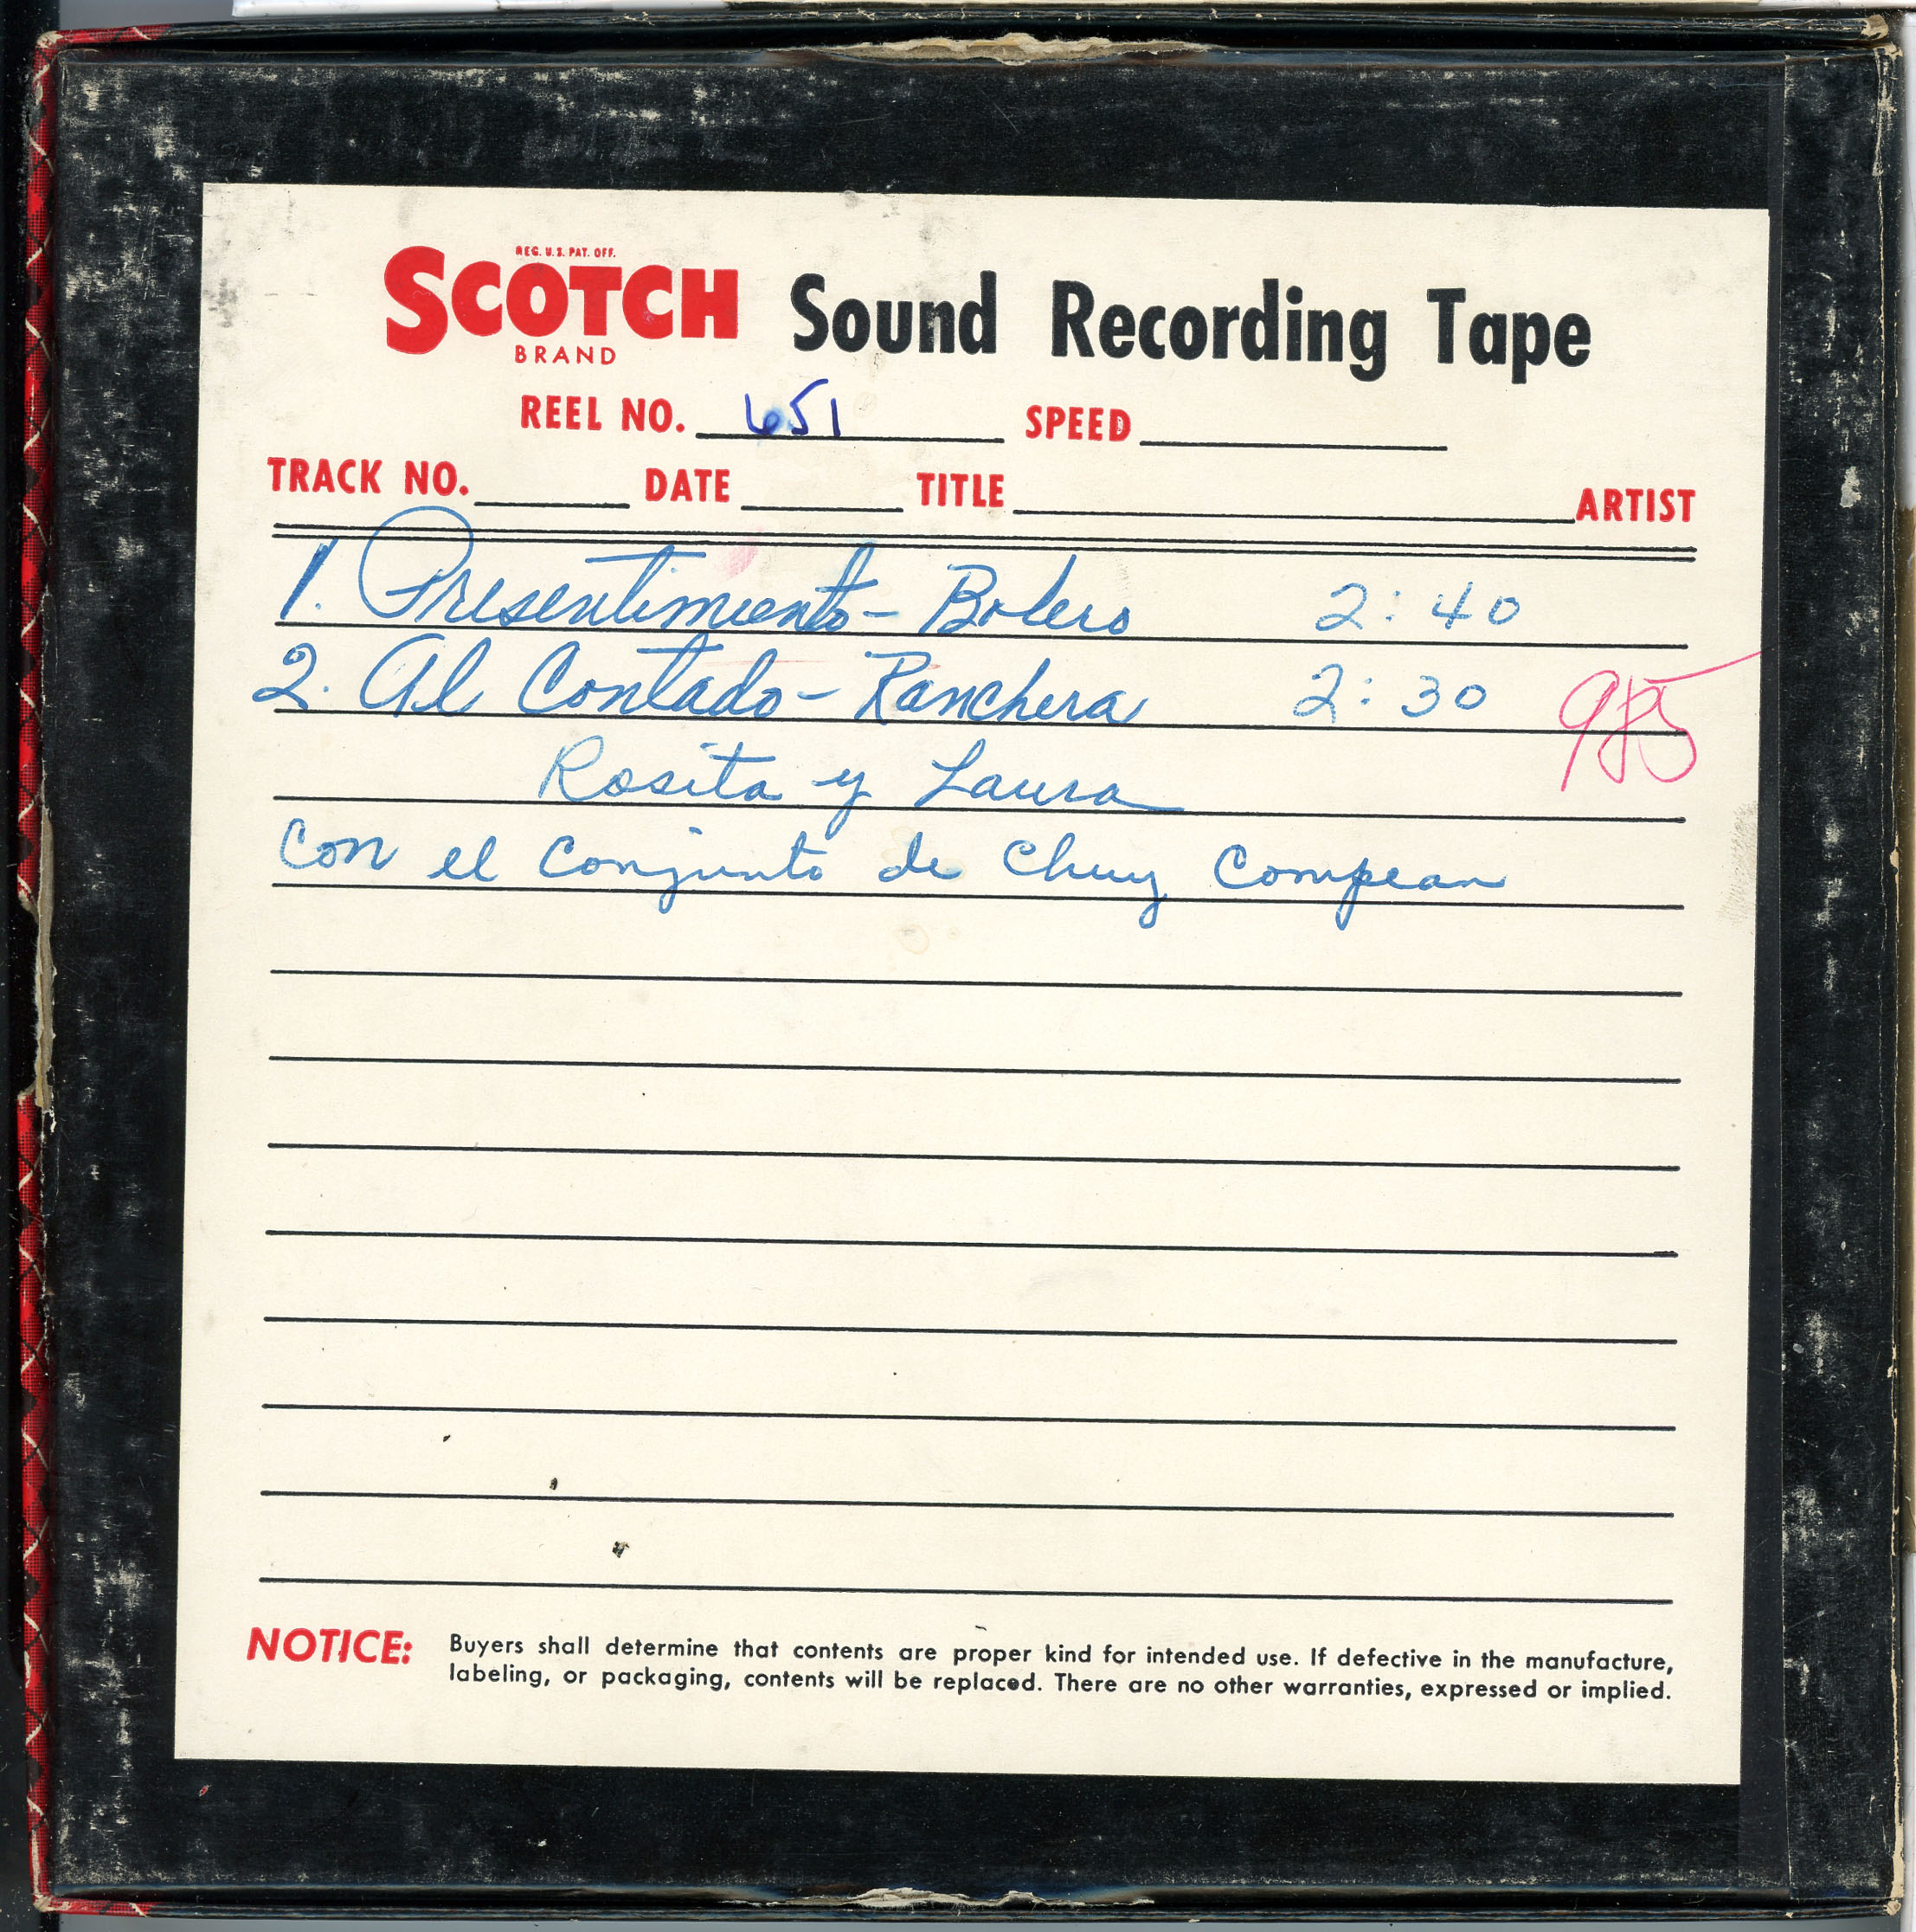 REG. U.S. PAT. OFF.
SCOTCH Sound Recording Tape
BRAND
REEL NO. 651 SPEED
TRACK NO. DATE TITLE ARTIST
1. Presentimiento - Bolero 2:40
2. Al Contado - Ranchera 2:30
985
Rosita y Laura
con el Conjunto de Chuy Compean
NOTICE: Buyers shall determine that contents are proper kind for intended use. If defective in the manufacture,
labeling, or packaging, contents will be replaced. There are no other warranties, expressed or implied.